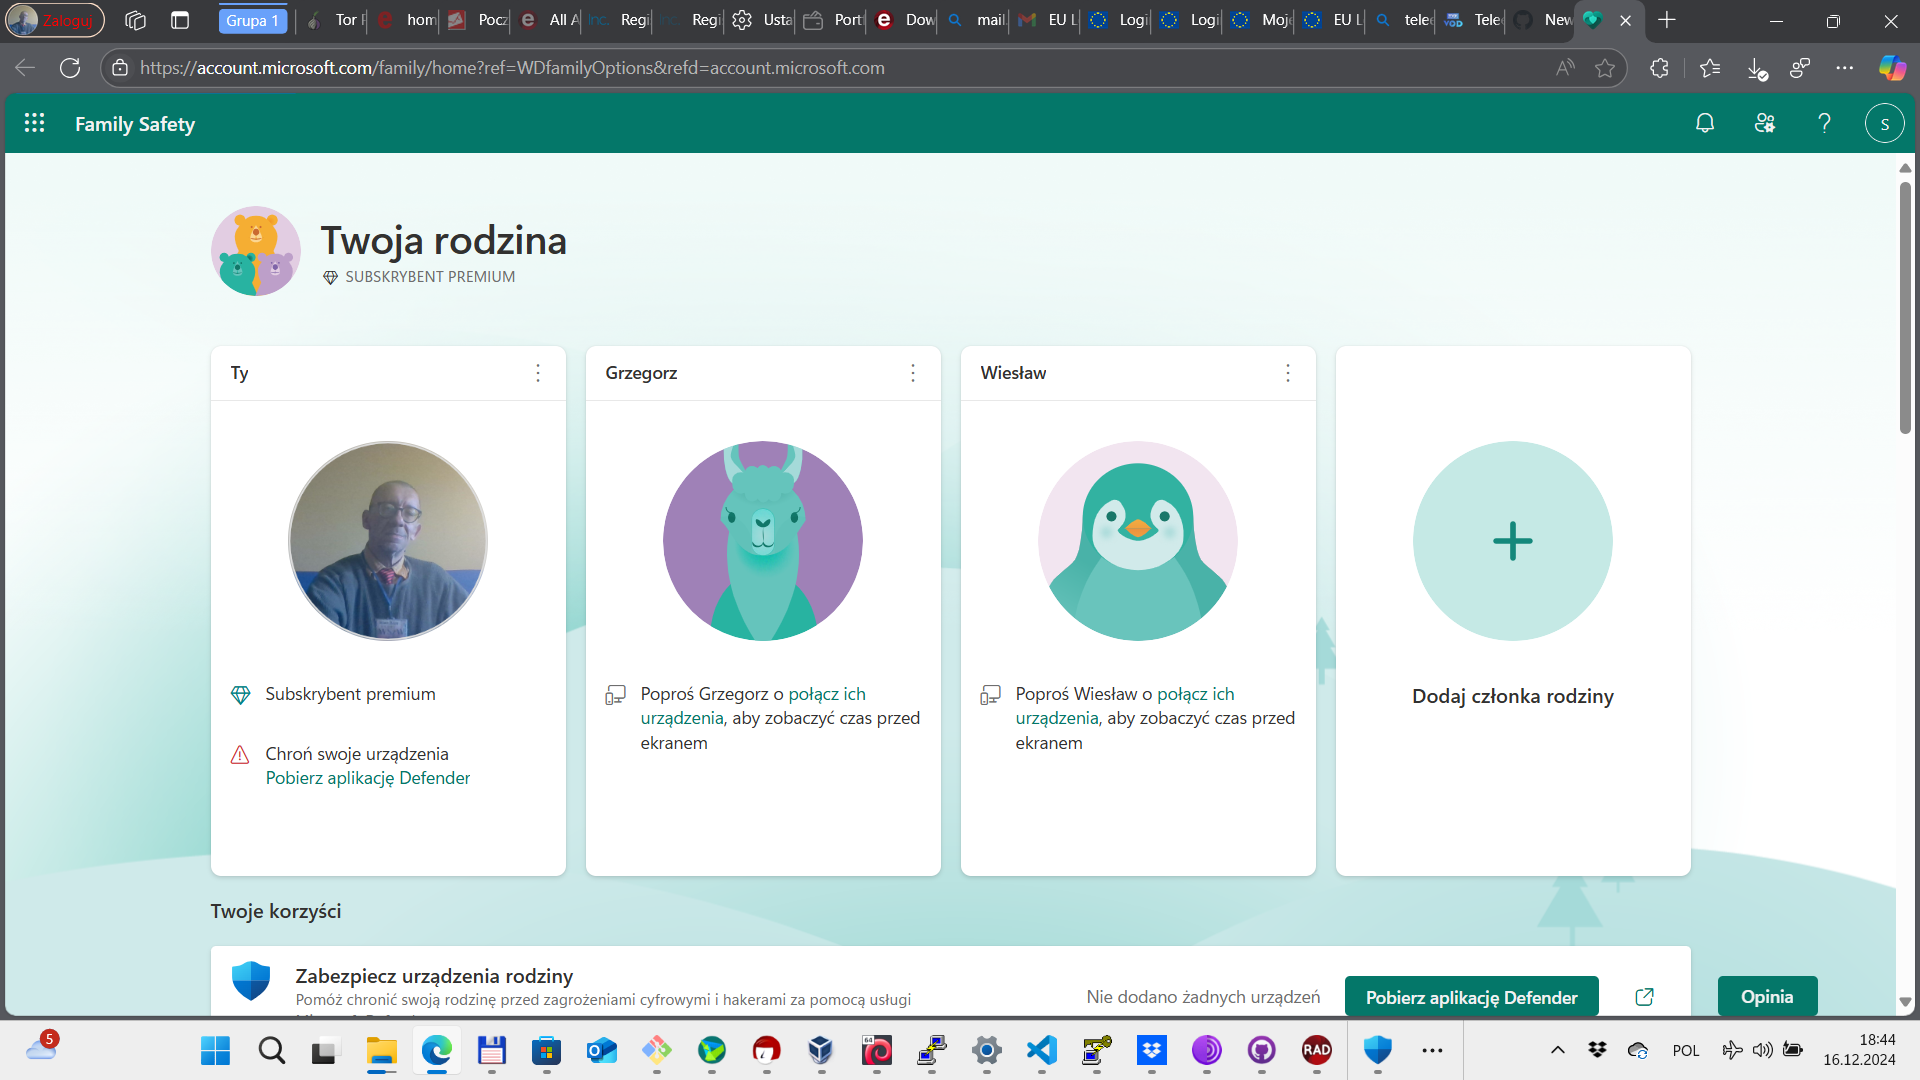 Zaloguj
Grupa 1
Tor
hom
Pocz
All A
Regi
Regi
Usta
Port
Dow
mail.
EU L
Logi
Logi
Moje
EU L
tele
Tele
New
https://account.microsoft.com/family/home?ref=WDfamilyOptions&refd=account.microsoft.com
Family Safety
S
Twoja rodzina
SUBSKRYBENT PREMIUM
Ty
Grzegorz
Wiesław
Subskrybent premium
Chroń swoje urządzenia
Pobierz aplikację Defender
Poproś Grzegorz o połącz ich
urządzenia, aby zobaczyć czas przed
ekranem
Poproś Wiesław o połącz ich
urządzenia, aby zobaczyć czas przed
ekranem
Dodaj członka rodziny
Twoje korzyści
Zabezpiecz urządzenia rodziny
Pomóż chronić swoją rodzinę przed zagrożeniami cyfrowymi i hakerami za pomocą usługi
Nie dodano żadnych urządzeń
Pobierz aplikację Defender
Opinia
5
64
RAD
POL
18:44
16.12.2024